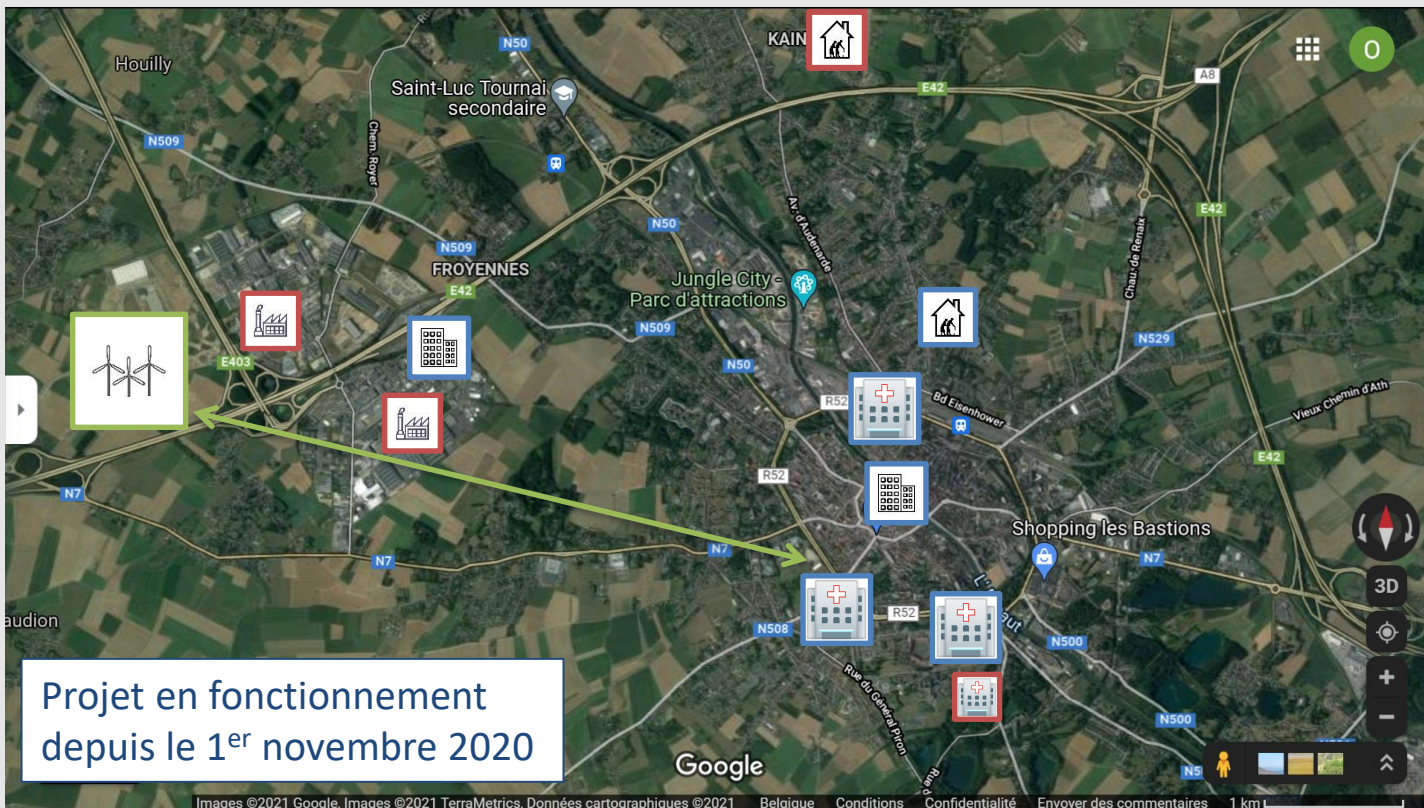 KAIN
O
N50
Houilly
A8
Saint-Luc Tournai
secondaire
E42
N509
Chem. Royer
N50
Av. d'Audenarde
E42
N509
FROYENNES
E42
Jungle City -
Parc d'attractions
Chau. de Renaix
N509
N529
E403
N50
R52
Bd Eisenhower
Vieux Chemin d'Ath
E42
R52
N7
Shopping les Bastions
N7
N7
N7
3D
audion
N508
R52
N500
Projet en fonctionnement
depuis le 1er novembre 2020
Rue du Général Piron
N500
Google
Images ©2021 Google, Images ©2021 TerraMetrics, Données cartographiques ©2021 Belgique Conditions Confidentialité Envoyer des commentaires 1 km